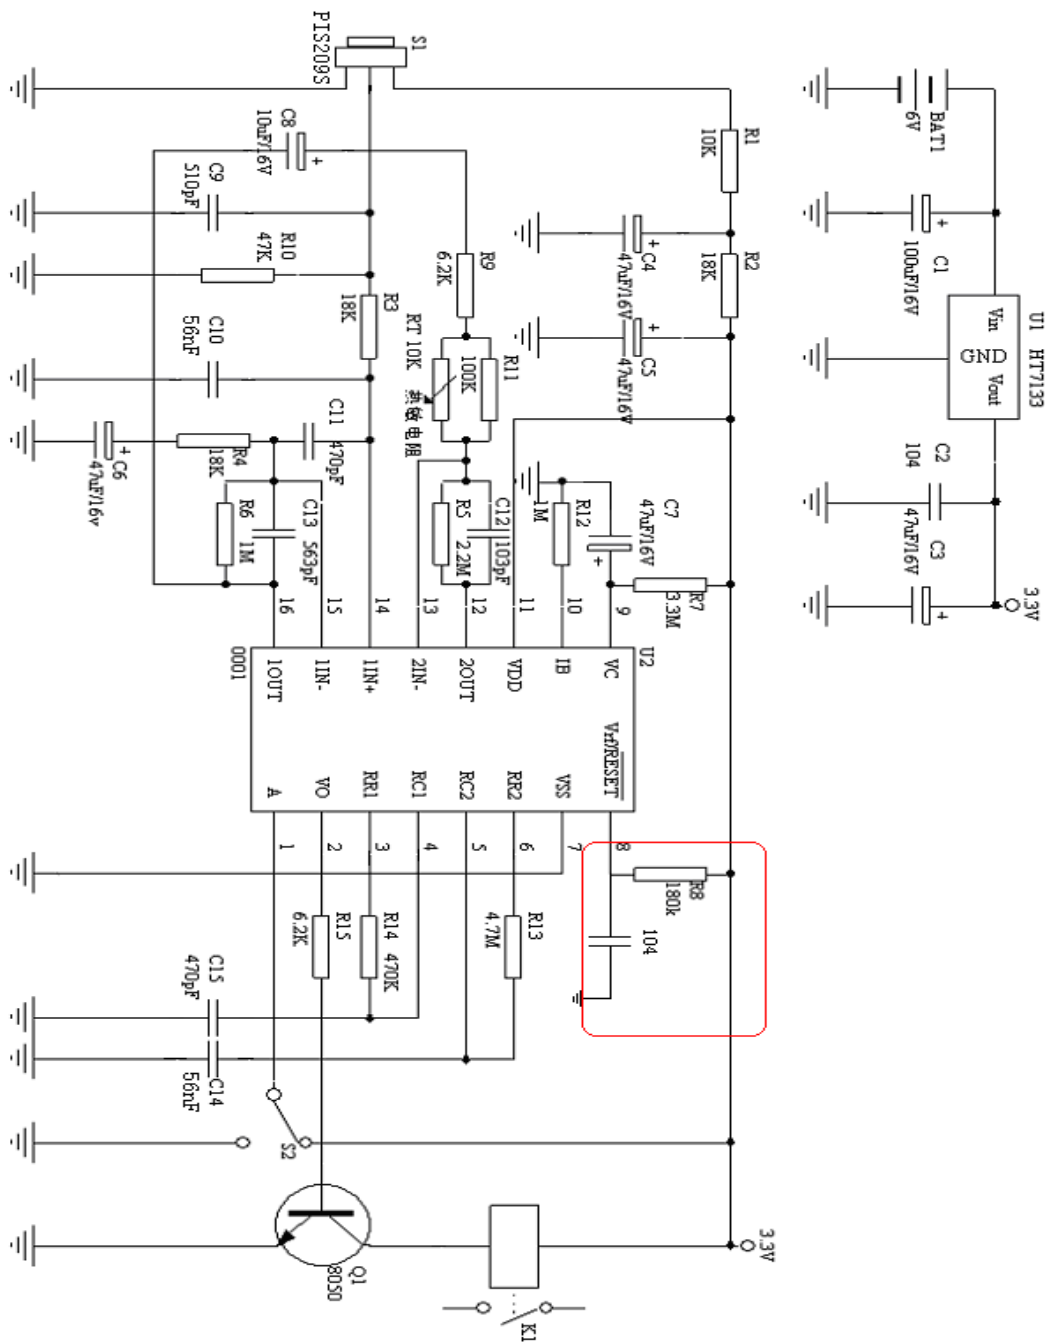 S1
PIS209S
C8
10uF/16V
+
C9
510pF
R10
47K
C10
56nF
R3
18K
R9
6.2K
RT 10K
热敏电阻
R11
100K
R1
10K
R2
18K
+
C4
47uF/16V
+
C5
47uF/16V
BAT1
6V
+
C1
100uF/16V
U1
HT7133
Vin
GND
Vout
C2
104
C3
47uF/16V
+
3.3V
C11
470pF
R4
18K
+
C6
47uF/16v
R6
1M
C13
563pF
R5
2.2M
C12
103pF
R12
1M
C7
47uF/16V
+
R7
3.3M
16
15
14
13
12
11
10
9
U2
0001
1OUT
1IN-
1IN+
2IN-
2OUT
VDD
IB
VC
A
VO
RR1
RC1
RC2
RR2
VSS
Vrf/RESET
1
2
3
4
5
6
7
8
R8
180k
104
R15
6.2K
R14
470K
R13
4.7M
C15
470pF
C14
56nF
S2
Q1
8050
K1
3.3V